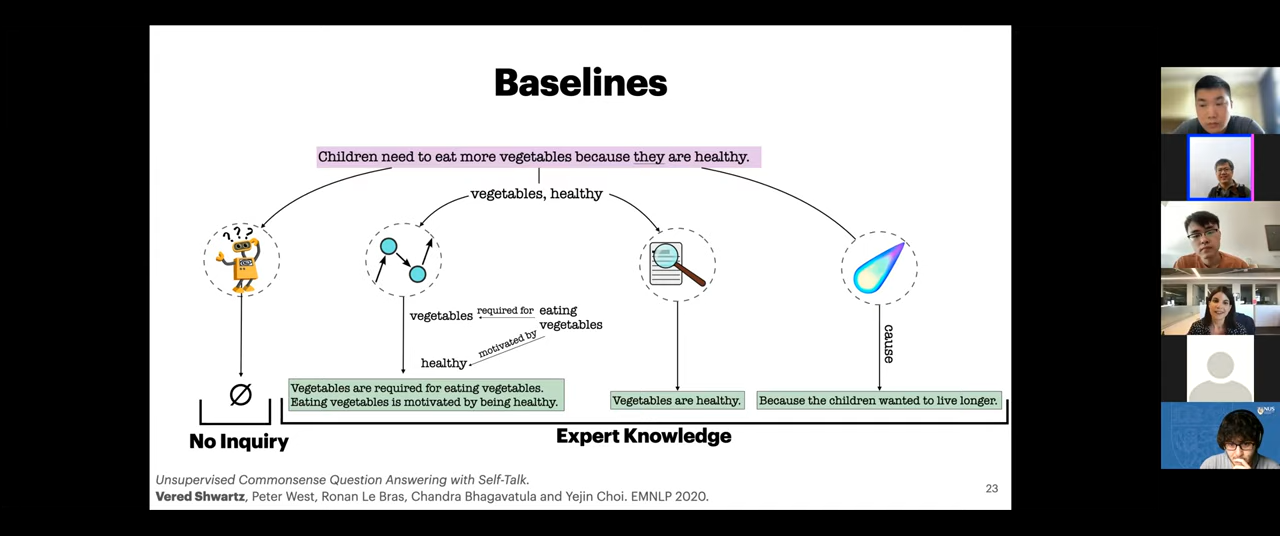 Baselines
Children need to eat more vegetables because they are healthy.
vegetables, healthy
? ? ?
vegetables
required for
eating
vegetables
motivated by
healthy
cause
Ø
Vegetables are required for eating vegetables.
Eating vegetables is motivated by being healthy.
Vegetables are healthy.
Because the children wanted to live longer.
No Inquiry
Expert Knowledge
Unsupervised Commonsense Question Answering with Self-Talk.
Vered Shwartz, Peter West, Ronan Le Bras, Chandra Bhagavatula and Yejin Choi. EMNLP 2020.
23
NUS